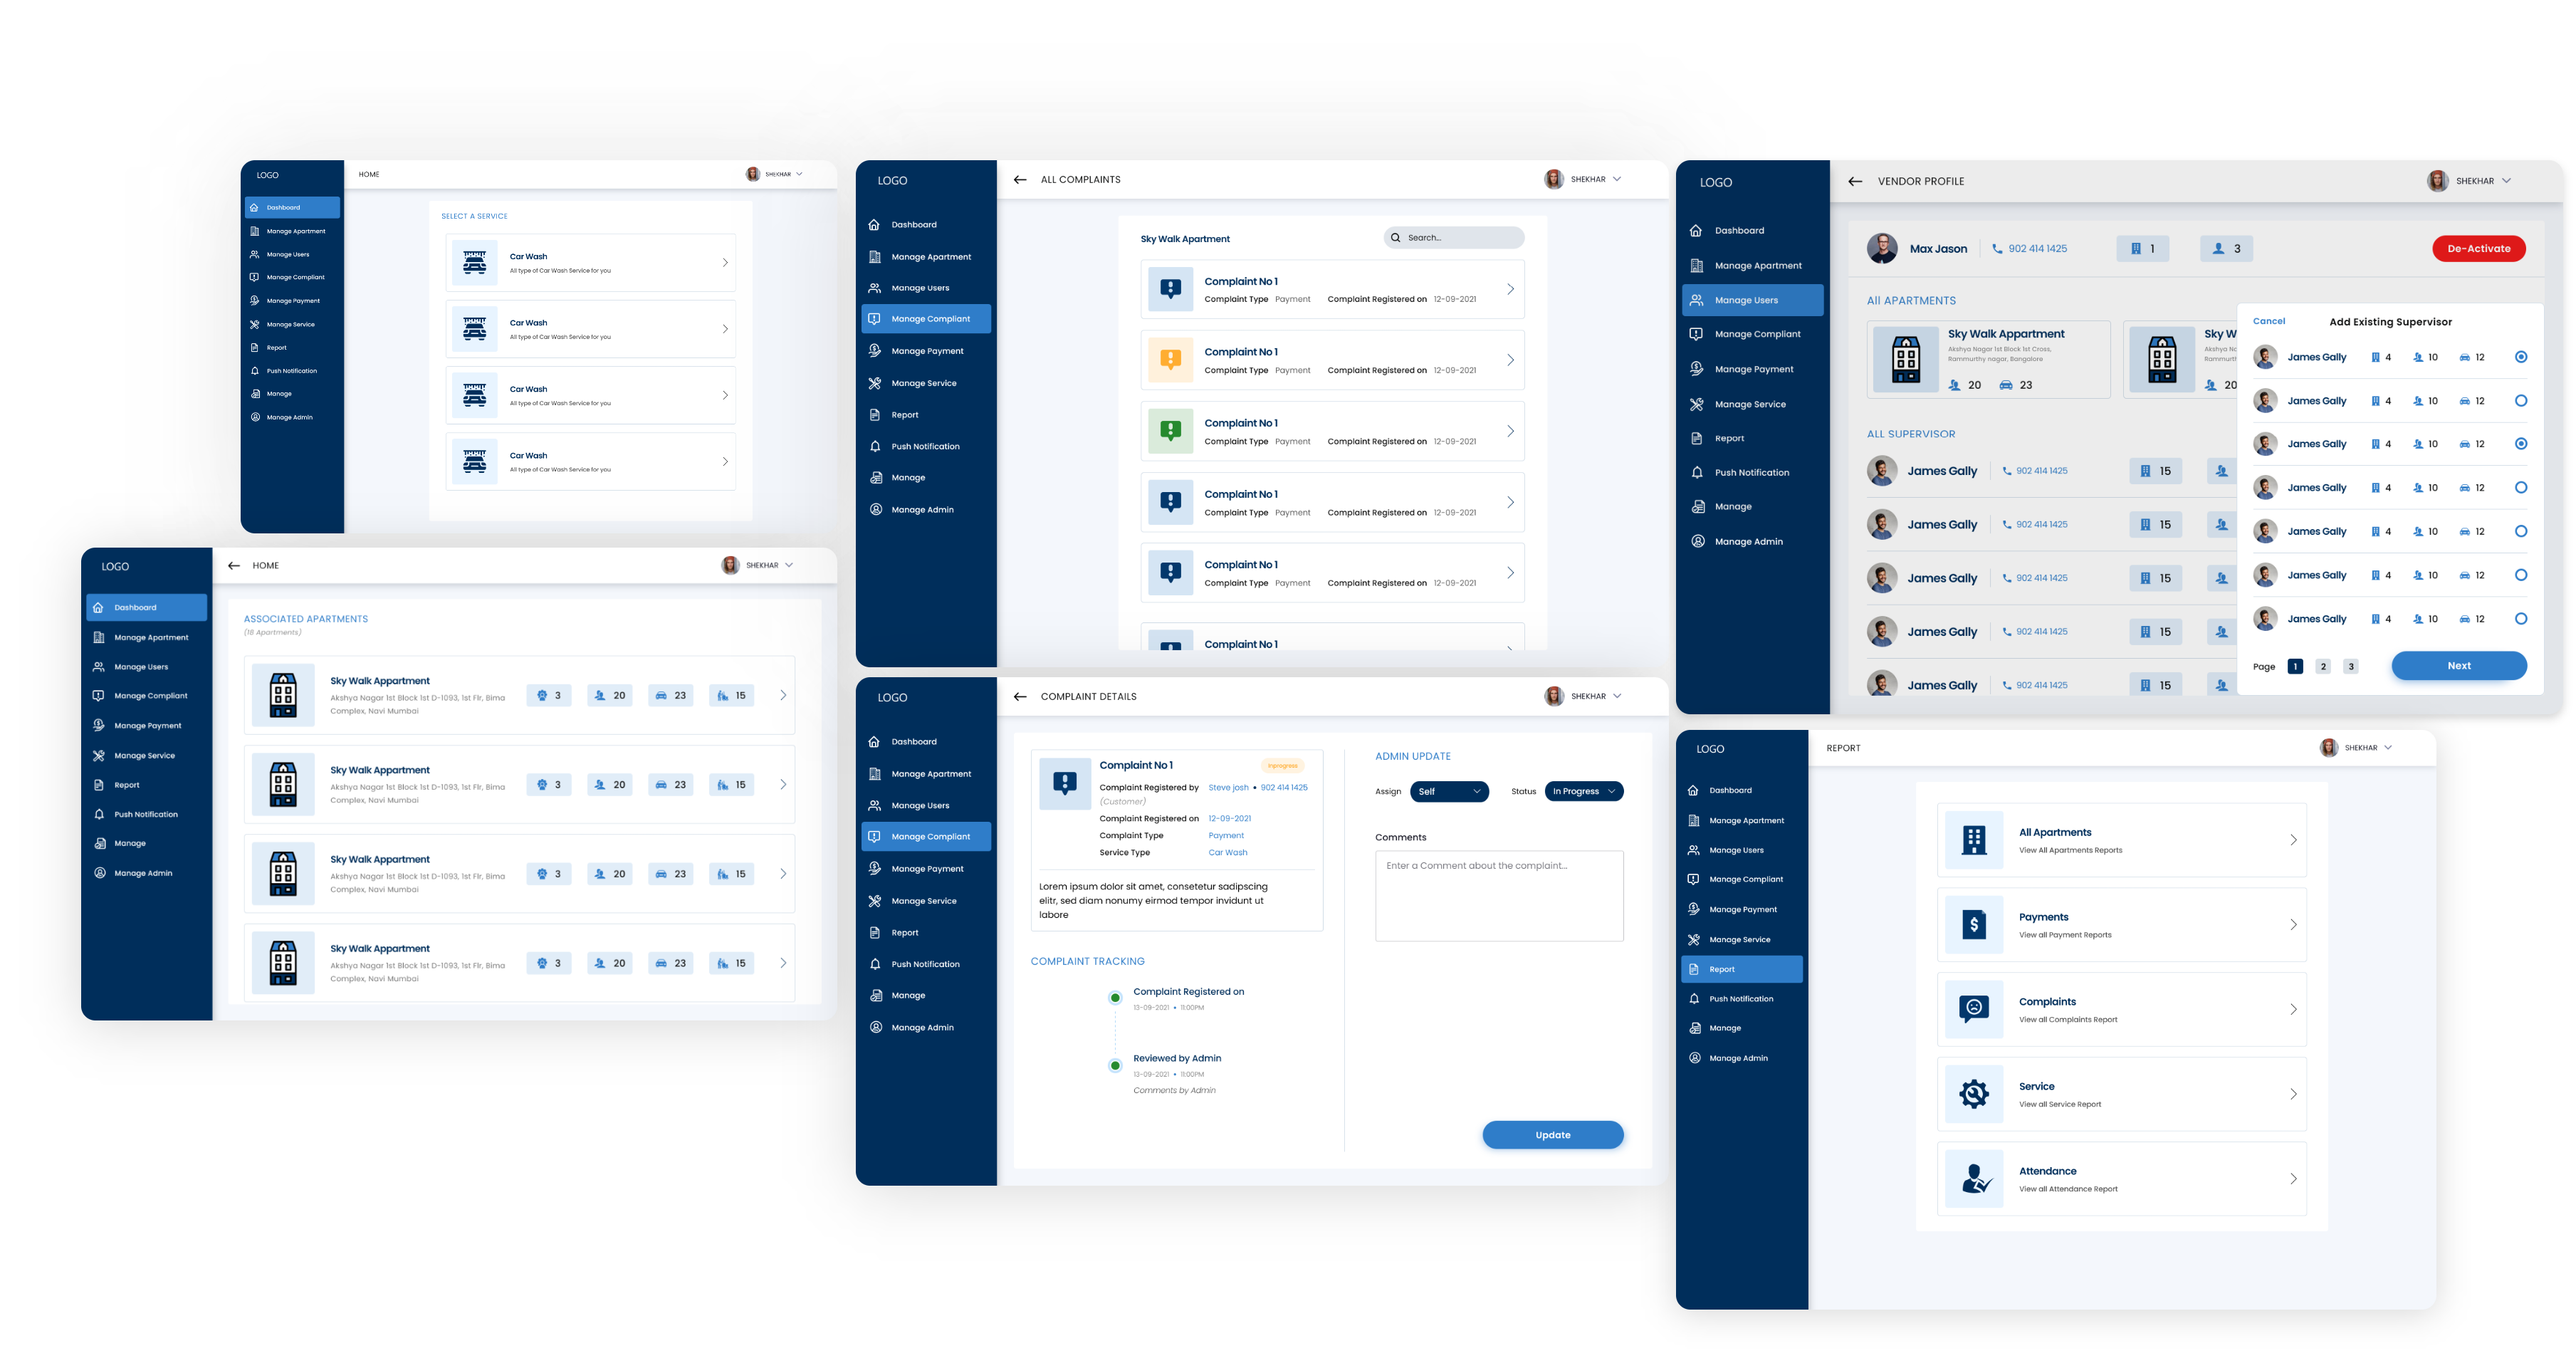 LOGO
Dashboard
Manage Apartment
Manage Users
Manage Compliant
Manage Payment
Manage Service
Report
Push Notification
Manage
Manage Admin
HOME
SHEKHAR
SELECT A SERVICE
Car Wash
All type of Car Wash Service for you
Car Wash
All type of Car Wash Service for you
Car Wash
All type of Car Wash Service for you
Car Wash
All type of Car Wash Service for you
LOGO
Dashboard
Manage Apartment
Manage Users
Manage Compliant
Manage Payment
Manage Service
Report
Push Notification
Manage
Manage Admin
HOME
SHEKHAR
ASSOCIATED APARTMENTS
(18 Apartments)
Sky Walk Appartment
Akshya Nagar 1st Block 1st D-1093, 1st Flr, Bima
Complex, Navi Mumbai
3 20 23 15
Sky Walk Appartment
Akshya Nagar 1st Block 1st D-1093, 1st Flr, Bima
Complex, Navi Mumbai
3 20 23 15
Sky Walk Appartment
Akshya Nagar 1st Block 1st D-1093, 1st Flr, Bima
Complex, Navi Mumbai
3 20 23 15
Sky Walk Appartment
Akshya Nagar 1st Block 1st D-1093, 1st Flr, Bima
Complex, Navi Mumbai
3 20 23 15
LOGO
Dashboard
Manage Apartment
Manage Users
Manage Compliant
Manage Payment
Manage Service
Report
Push Notification
Manage
Manage Admin
ALL COMPLAINTS
SHEKHAR
Sky Walk Apartment
Search...
Complaint No 1
Complaint Type Payment Complaint Registered on 12-09-2021
Complaint No 1
Complaint Type Payment Complaint Registered on 12-09-2021
Complaint No 1
Complaint Type Payment Complaint Registered on 12-09-2021
Complaint No 1
Complaint Type Payment Complaint Registered on 12-09-2021
Complaint No 1
Complaint Type Payment Complaint Registered on 12-09-2021
Complaint No 1
LOGO
Dashboard
Manage Apartment
Manage Users
Manage Compliant
Manage Payment
Manage Service
Report
Push Notification
Manage
Manage Admin
COMPLAINT DETAILS
SHEKHAR
Complaint No 1
Inprogress
Complaint Registered by Steve josh • 902 414 1425
(Customer)
Complaint Registered on 12-09-2021
Complaint Type Payment
Service Type Car Wash
Lorem ipsum dolor sit amet, consetetur sadipscing
elitr, sed diam nonumy eirmod tempor invidunt ut
labore
COMPLAINT TRACKING
Complaint Registered on
13-09-2021 • 11:00PM
Reviewed by Admin
13-09-2021 • 11:00PM
Comments by Admin
ADMIN UPDATE
Assign Self Status In Progress
Comments
Enter a Comment about the complaint...
Update
LOGO
Dashboard
Manage Apartment
Manage Users
Manage Compliant
Manage Payment
Manage Service
Report
Push Notification
Manage
Manage Admin
VENDOR PROFILE
SHEKHAR
Max Jason 902 414 1425 1 3 De-Activate
All APARTMENTS
Sky Walk Appartment
Akshya Nagar 1st Block 1st Cross,
Rammurthy nagar, Bangalore
20 23
Sky W
Akshya Na
Rammurth
20
ALL SUPERVISOR
James Gally 902 414 1425 15
James Gally 902 414 1425 15
James Gally 902 414 1425 15
James Gally 902 414 1425 15
James Gally 902 414 1425 15
Cancel Add Existing Supervisor
James Gally 4 10 12
James Gally 4 10 12
James Gally 4 10 12
James Gally 4 10 12
James Gally 4 10 12
James Gally 4 10 12
James Gally 4 10 12
Page 1 2 3 Next
LOGO
Dashboard
Manage Apartment
Manage Users
Manage Compliant
Manage Payment
Manage Service
Report
Push Notification
Manage
Manage Admin
REPORT
SHEKHAR
All Apartments
View All Apartments Reports
Payments
View all Payment Reports
Complaints
View all Complaints Report
Service
View all Service Report
Attendance
View all Attendance Report